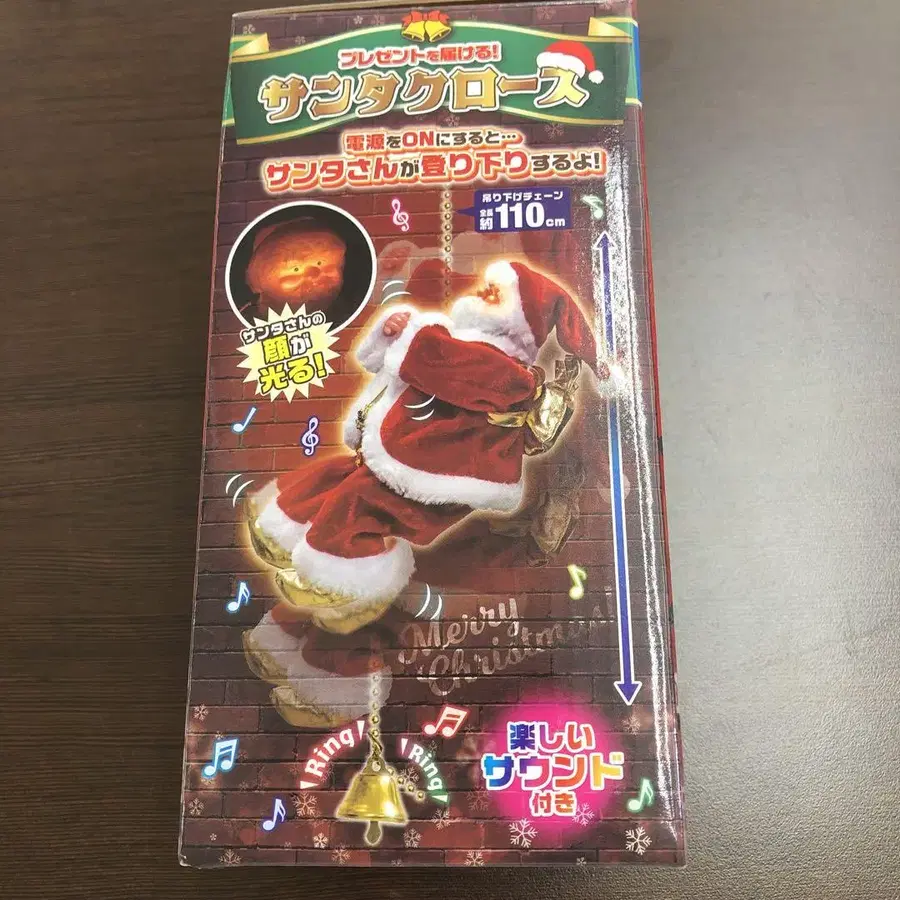 プレゼントを届ける!
サンタクロース
電源をONにすると…
サンタさんが登り下りするよ!
吊り下げチェーン
全長約110cm
サンタさんの
顔が
光る!
Merry
Christmas!
Ring
Ring
楽しい
サウンド
付き